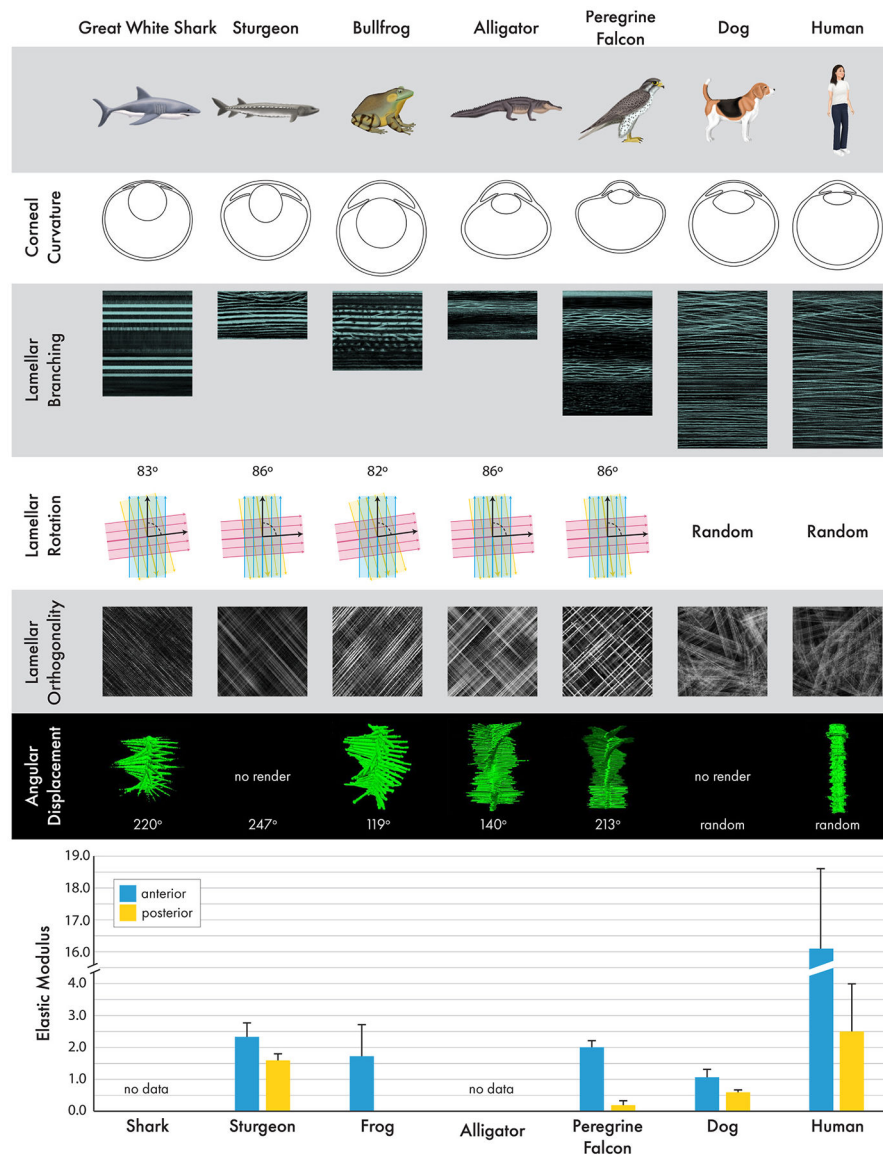 Great White Shark
Sturgeon
Bullfrog
Alligator
Peregrine
Falcon
Dog
Human
Corneal
Curvature
Lamellar
Branching
Lamellar
Rotation
83°
86°
82°
86°
86°
Random
Random
Lamellar
Orthogonality
Angular
Displacement
no render
no render
220°
247°
119°
140°
213°
random
random
Elastic Modulus
19.0
18.0
17.0
16.0
4.0
3.0
2.0
1.0
0.0
anterior
posterior
no data
no data
Shark
Sturgeon
Frog
Alligator
Peregrine
Falcon
Dog
Human